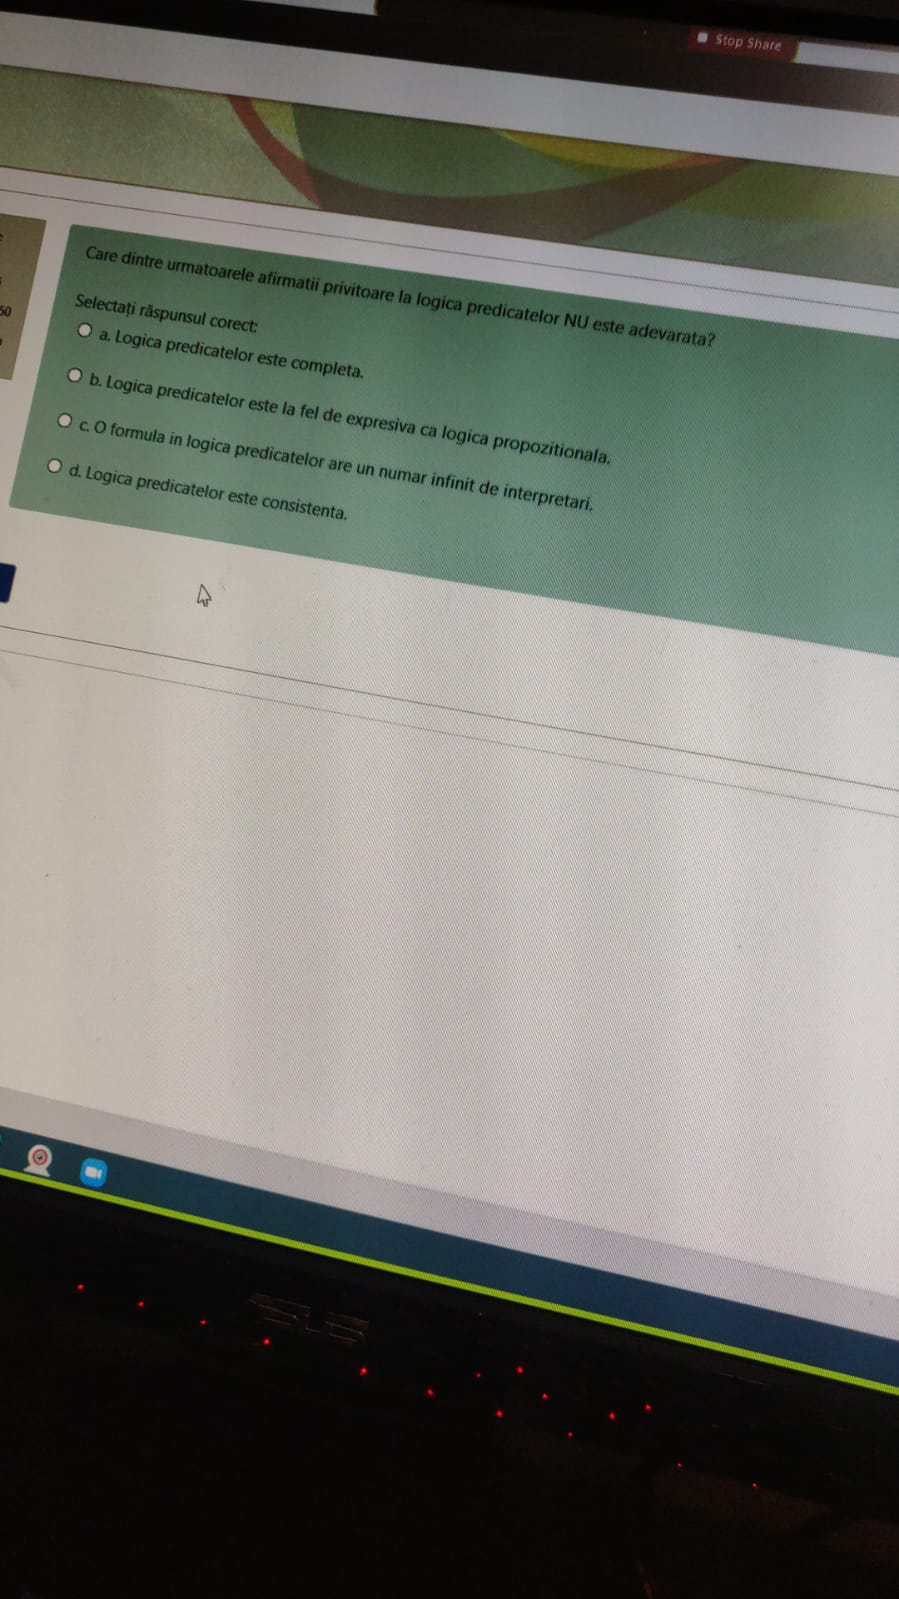 Stop Share
50
Care dintre urmatoarele afirmatii privitoare la logica predicatelor NU este adevarata?
Selectați răspunsul corect:
a. Logica predicatelor este completa.
b. Logica predicatelor este la fel de expresiva ca logica propozitionala.
c. O formula in logica predicatelor are un numar infinit de interpretari.
d. Logica predicatelor este consistenta.
ASUS